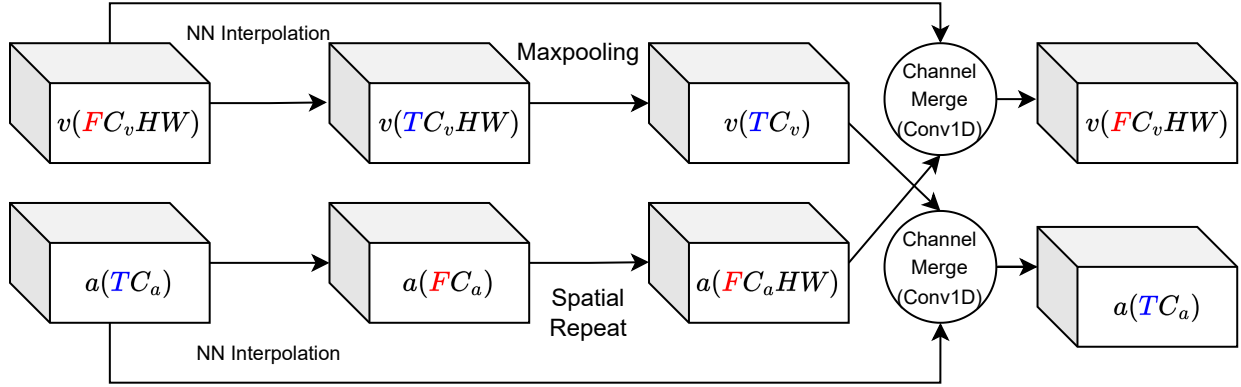 NN Interpolation
Maxpooling
v(FC_vHW)
v(TC_vHW)
v(TC_v)
Channel
Merge
(Conv1D)
v(FC_vHW)
a(TC_a)
a(FC_a)
a(FC_aHW)
Channel
Merge
(Conv1D)
a(TC_a)
Spatial
Repeat
NN Interpolation